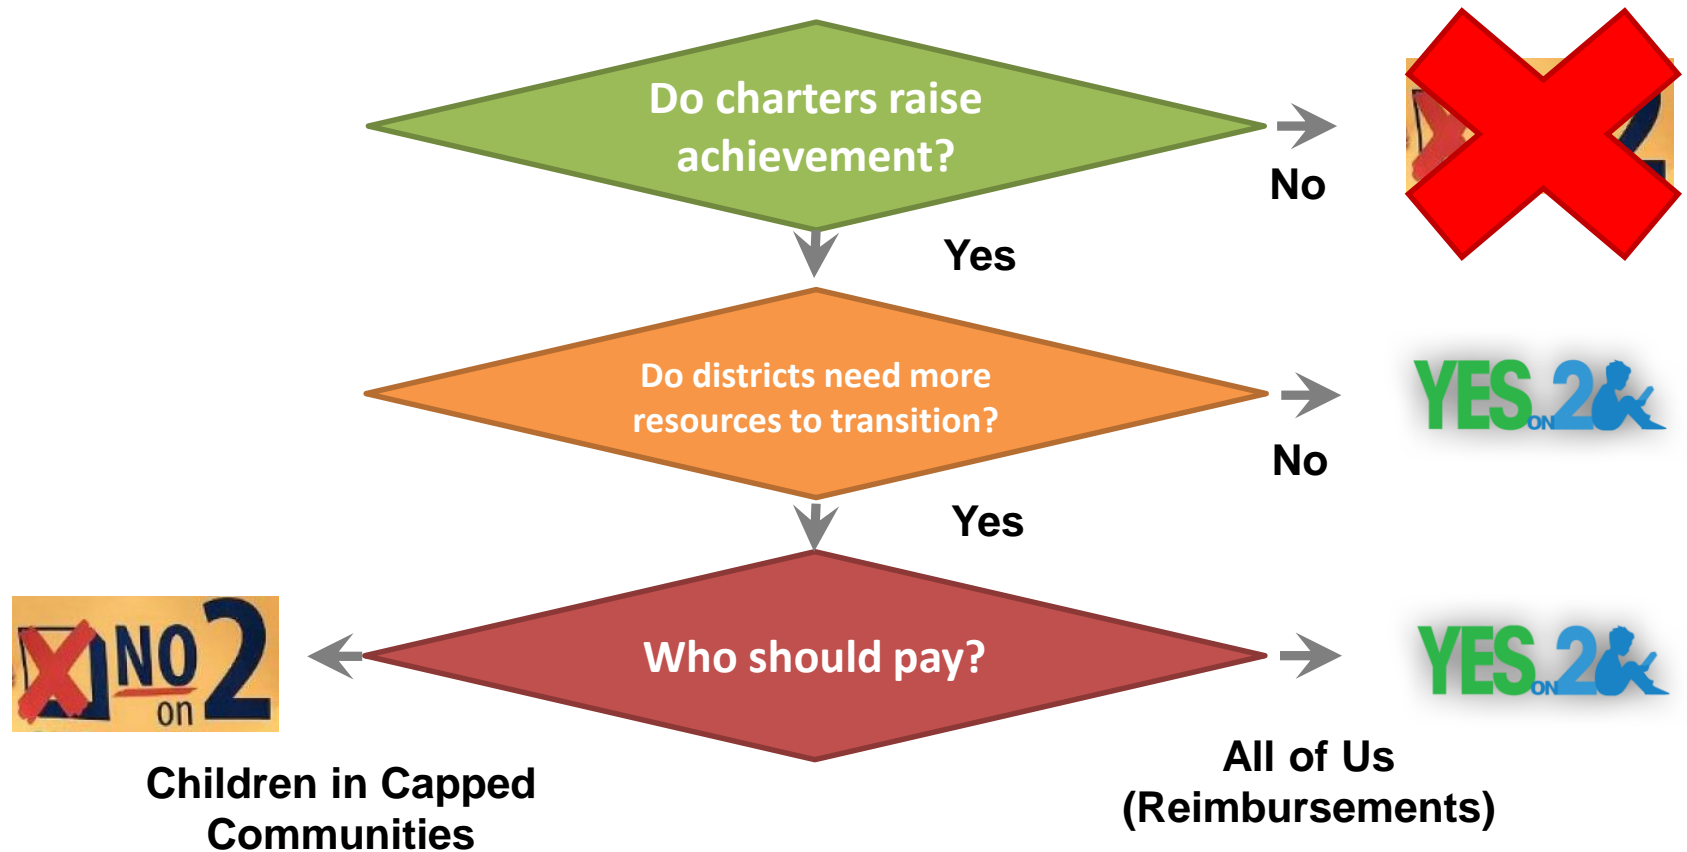 Do charters raise
achievement?
No
2
Yes
Do districts need more
resources to transition?
YES ON 2
No
Yes
NO on 2
Who should pay?
YES ON 2
Children in Capped
Communities
All of Us
(Reimbursements)